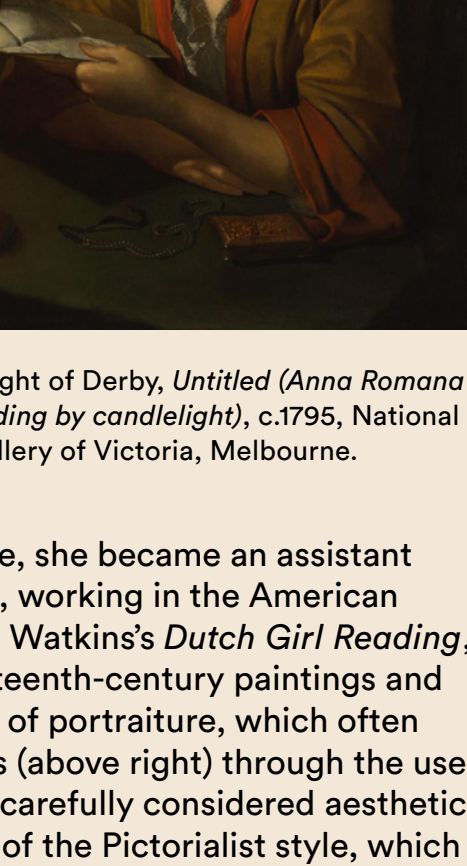 ght of Derby, Untitled (Anna Romana
ding by candlelight), c.1795, National
llery of Victoria, Melbourne.
e, she became an assistant
, working in the American
Watkins’s Dutch Girl Reading,
teenth-century paintings and
of portraiture, which often
s (above right) through the use
carefully considered aesthetic
of the Pictorialist style, which